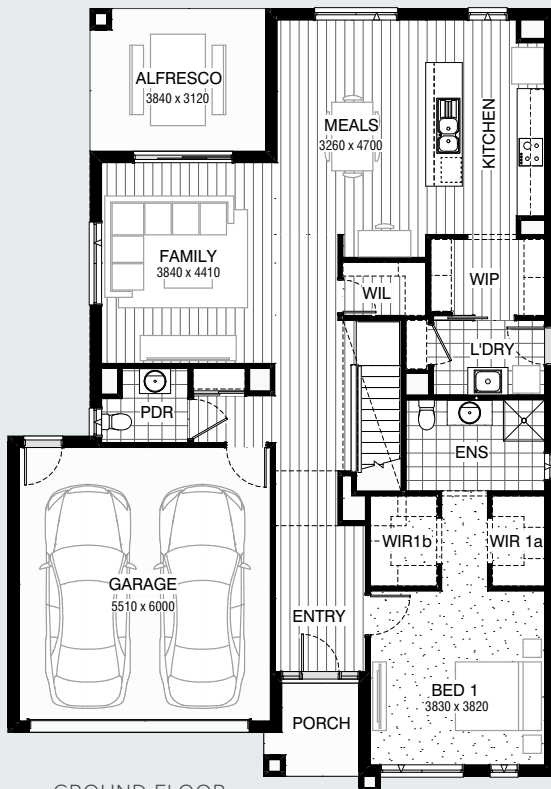 ALFRESCO
3840 x 3120
MEALS
3260 x 4700
KITCHEN
FAMILY
3840 x 4410
WIL
WIP
L'DRY
PDR
ENS
WIR1b
WIR 1a
GARAGE
5510 x 6000
ENTRY
BED 1
3830 x 3820
PORCH
GROUND FLOOR